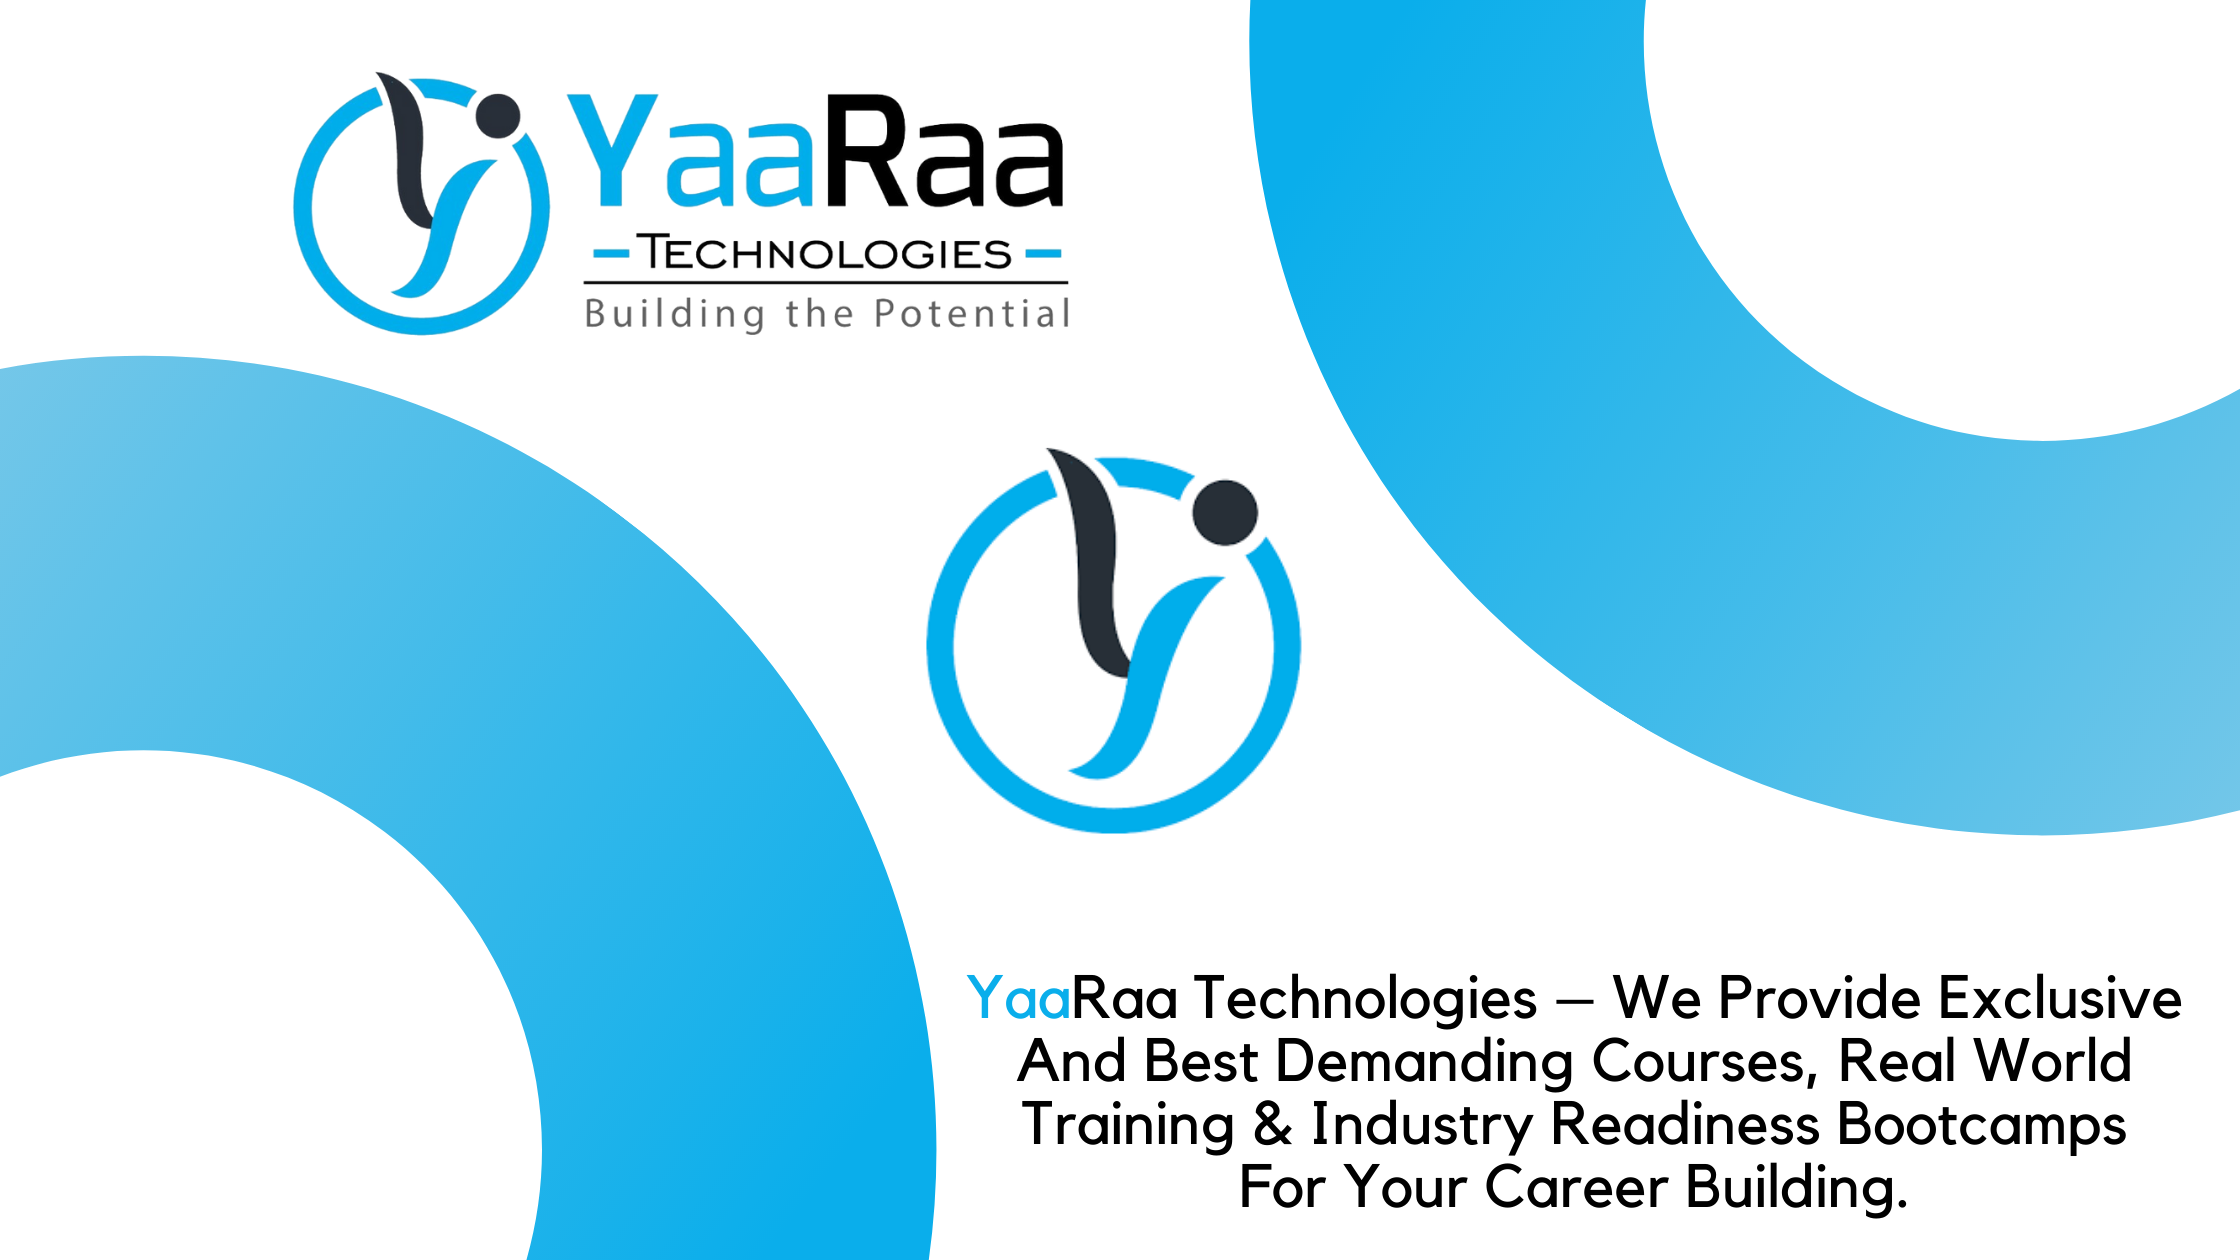 YaaRaa
TECHNOLOGIES
Building the Potential
YaaRaa Technologies – We Provide Exclusive
And Best Demanding Courses, Real World
Training & Industry Readiness Bootcamps
For Your Career Building.